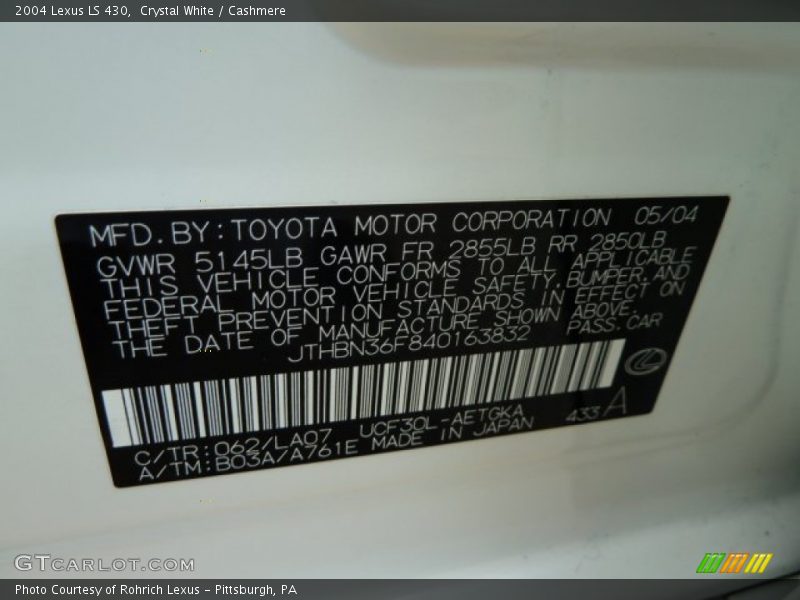 2004 Lexus LS 430,  Crystal White / Cashmere
MFD. BY: TOYOTA MOTOR CORPORATION 05/04
GVWR 5145LB GAWR FR 2855LB RR 2850LB
THIS VEHICLE CONFORMS TO ALL APPLICABLE
FEDERAL MOTOR VEHICLE SAFETY, BUMPER, AND
THEFT PREVENTION STANDARDS IN EFFECT ON
THE DATE OF MANUFACTURE SHOWN ABOVE.
JTHBN36F840163832 PASS. CAR
C/TR: 062/LA07 UCF30L-AETGKA 433 A
A/TM: B03A/A761E MADE IN JAPAN
GTCARLOT.COM
Photo Courtesy of Rohrich Lexus - Pittsburgh, PA